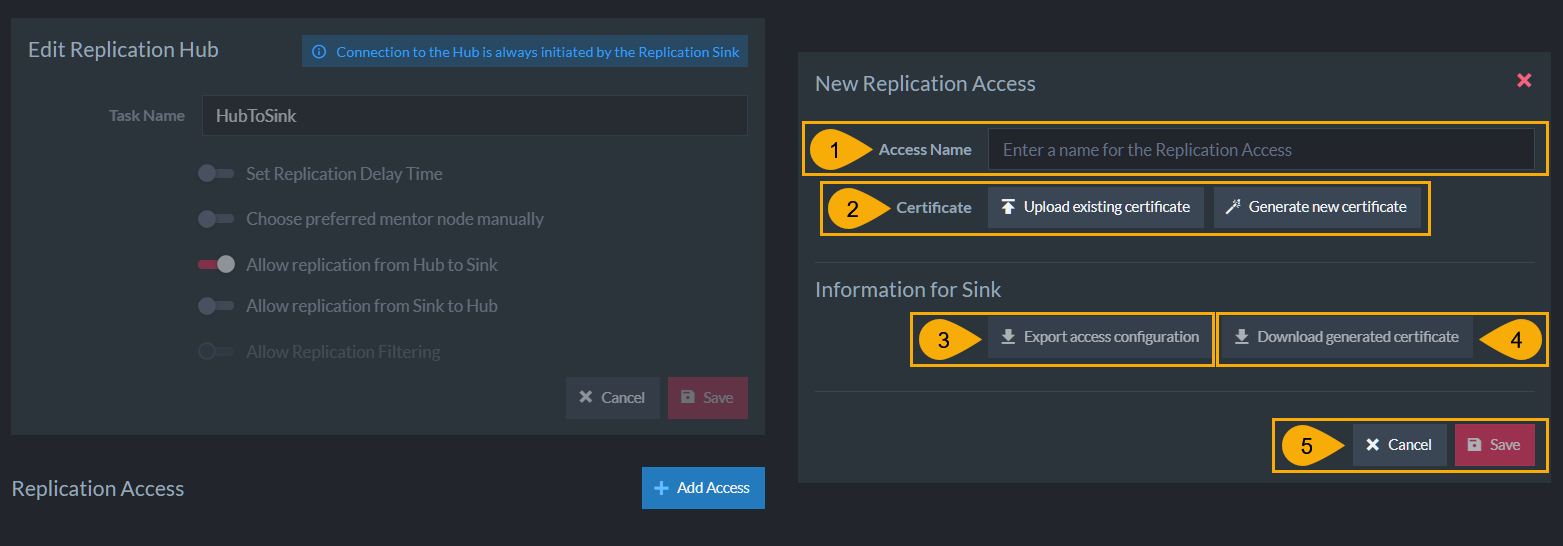 Edit Replication Hub
Connection to the Hub is always initiated by the Replication Sink
Task Name
HubToSink
Set Replication Delay Time
Choose preferred mentor node manually
Allow replication from Hub to Sink
Allow replication from Sink to Hub
Allow Replication Filtering
Cancel
Save
Replication Access
Add Access
New Replication Access
1
Access Name
Enter a name for the Replication Access
2
Certificate
Upload existing certificate
Generate new certificate
Information for Sink
3
Export access configuration
Download generated certificate
4
5
Cancel
Save